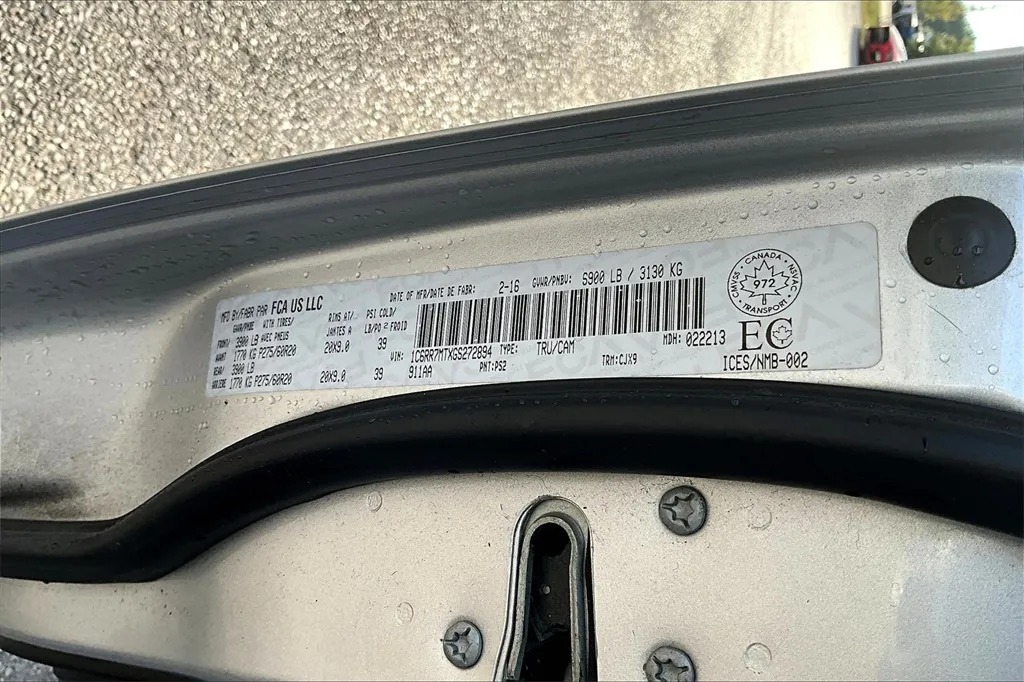 MFD BY/FABR PAR FCA US LLC
DATE OF MFR/DATE DE FABR: 2-16 GVWR/PNBV: 6900 LB / 3130 KG
GAWR/PNBE WITH TIRES/ RIMS AT/ PSI COLD/
AVEC PNEUS JANTES A LB/PO² FROID
FRONT/ 3900 LB
AVANT 1770 KG P275/60R20 20X9.0 39
REAR/ 3900 LB
ARRIERE 1770 KG P275/60R20 20X9.0 39
VIN: 1C6RR7MTXGS272894 TYPE: TRU/CAM MDH: 022213
911AA PNT: PS2 TRM: CJX9
CANADA
CMVSS NSVAC
972
TRANSPORT
EC
ICES/NMB-002